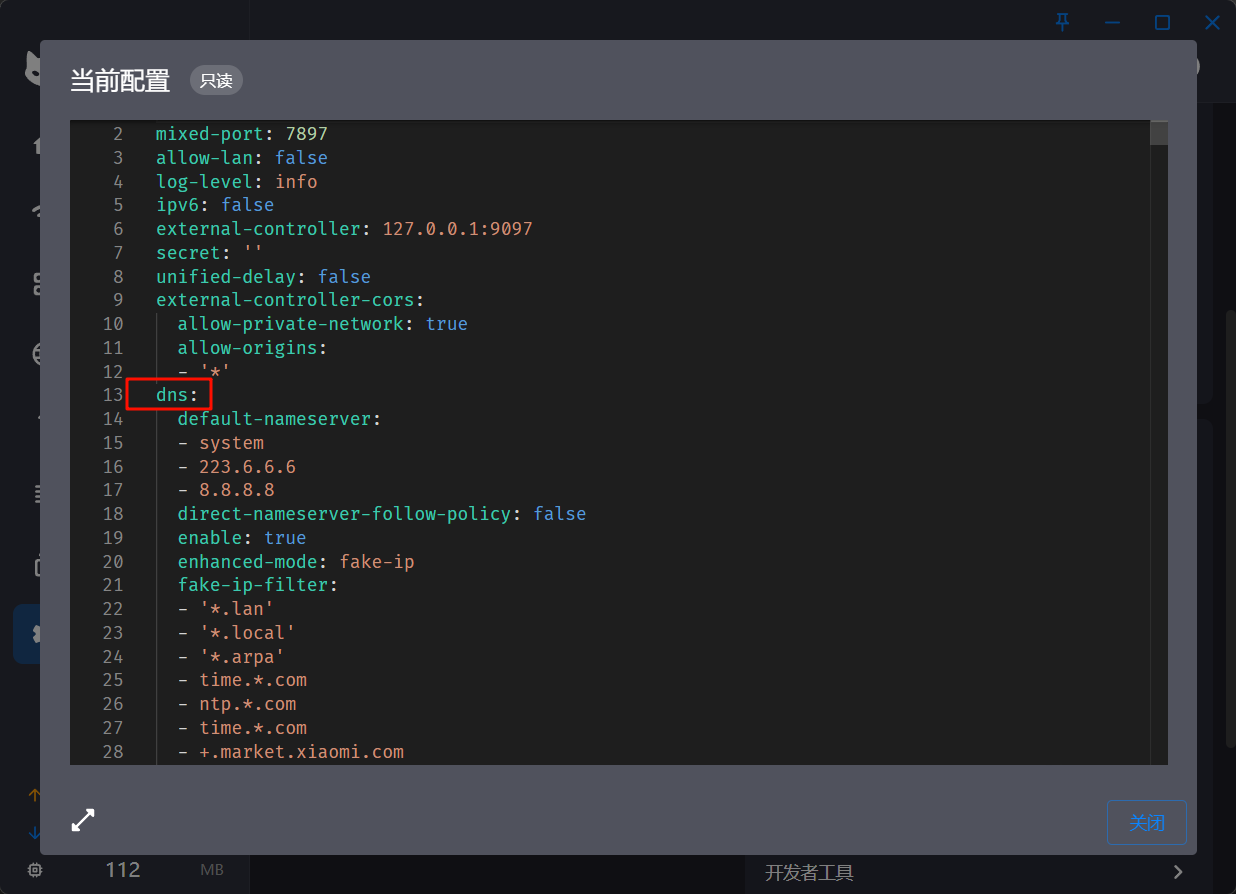 当前配置 只读
2 mixed-port: 7897
3 allow-lan: false
4 log-level: info
5 ipv6: false
6 external-controller: 127.0.0.1:9097
7 secret: ''
8 unified-delay: false
9 external-controller-cors:
10 allow-private-network: true
11 allow-origins:
12 - '*'
13 dns:
14 default-nameserver:
15 - system
16 - 223.6.6.6
17 - 8.8.8.8
18 direct-nameserver-follow-policy: false
19 enable: true
20 enhanced-mode: fake-ip
21 fake-ip-filter:
22 - '*.lan'
23 - '*.local'
24 - '*.arpa'
25 - time.*.com
26 - ntp.*.com
27 - time.*.com
28 - +.market.xiaomi.com
关闭
112 MB
开发者工具